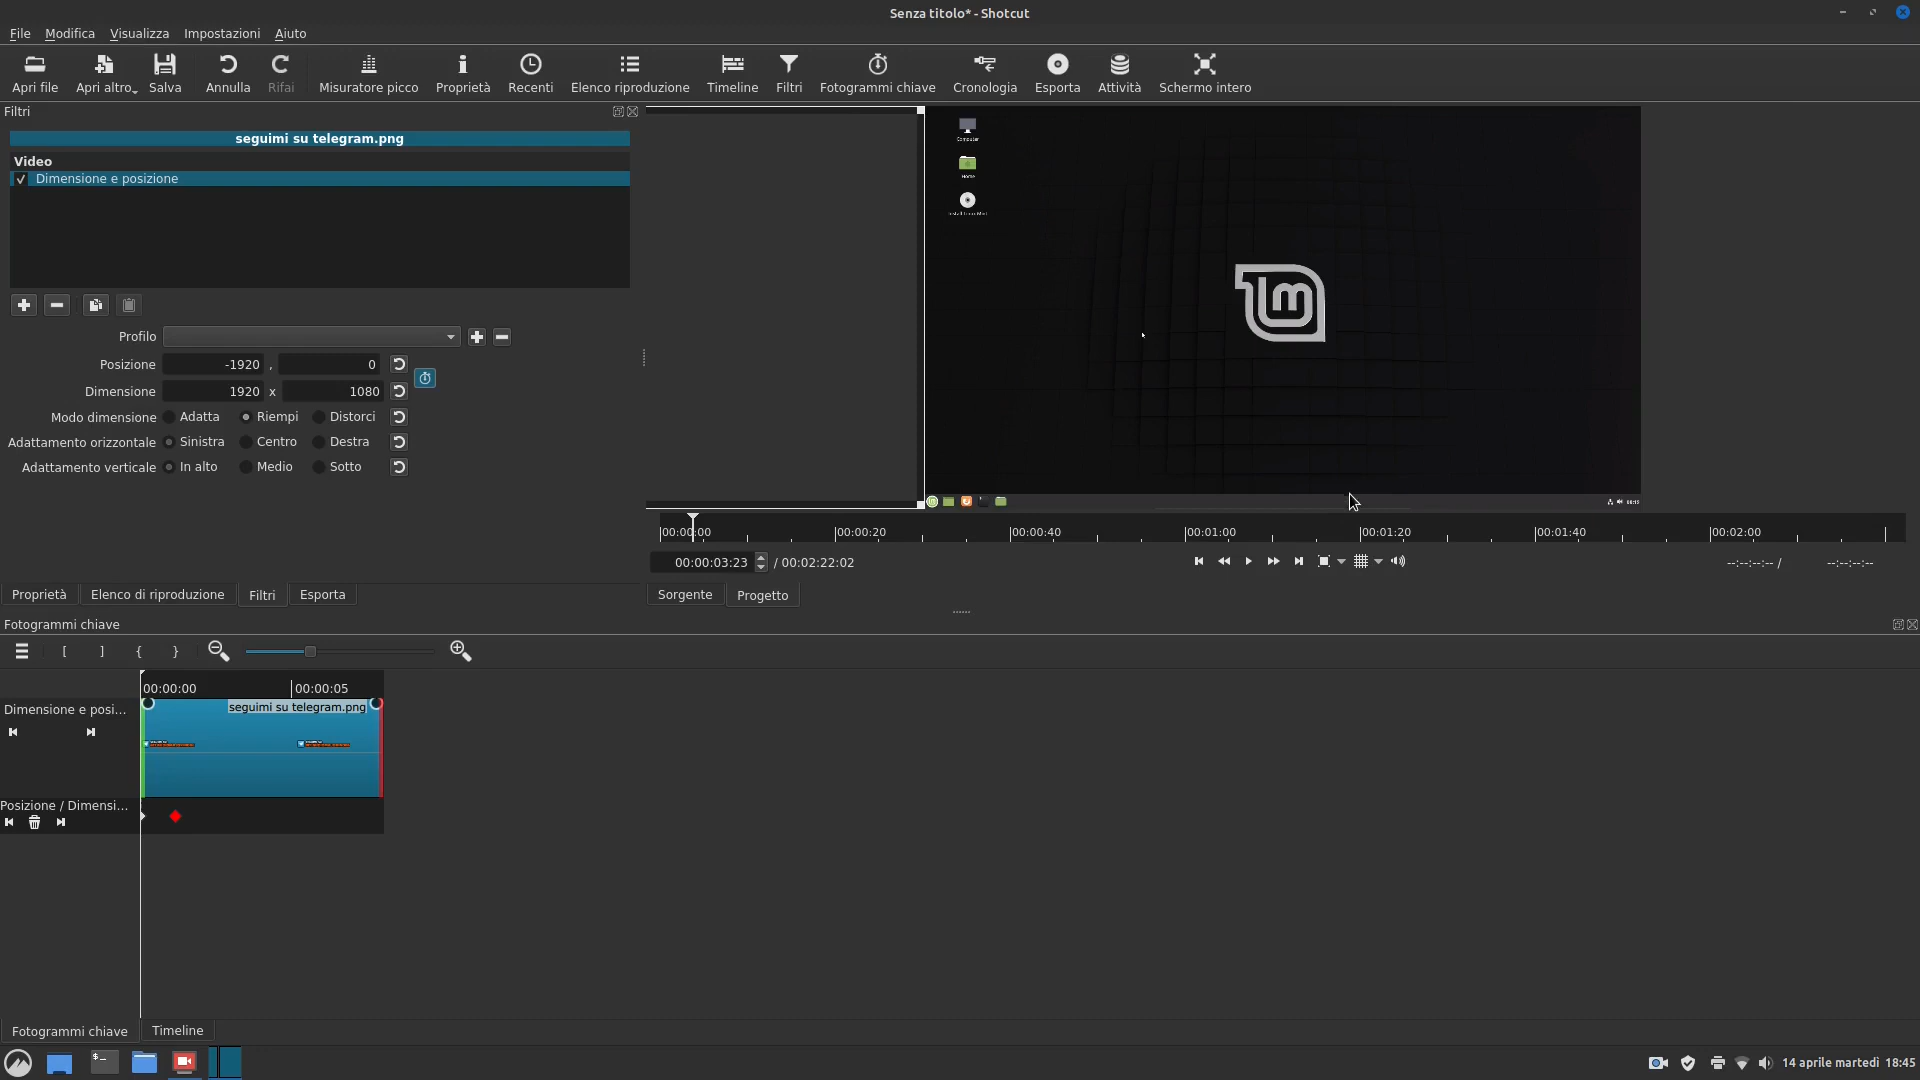 Senza titolo* - Shotcut
File Modifica Visualizza Impostazioni Aiuto
Apri file Apri altro Salva Annulla Rifai Misuratore picco Proprietà Recenti Elenco riproduzione Timeline Filtri Fotogrammi chiave Cronologia Esporta Attività Schermo intero
Filtri
seguimi su telegram.png
Video
Dimensione e posizione
Profilo
Posizione -1920 , 0
Dimensione 1920 x 1080
Modo dimensione Adatta Riempi Distorci
Adattamento orizzontale Sinistra Centro Destra
Adattamento verticale In alto Medio Sotto
Computer
Home
Install Linux Mint
00:00:00 00:00:20 00:00:40 00:01:00 00:01:20 00:01:40 00:02:00
00:00:03:23 / 00:02:22:02
--:--:--:-- / --:--:--:--
Proprietà Elenco di riproduzione Filtri Esporta
Sorgente Progetto
Fotogrammi chiave
[ ] { }
00:00:00 00:00:05
Dimensione e posi...
seguimi su telegram.png
Posizione / Dimensi...
Fotogrammi chiave Timeline
14 aprile martedì 18:45